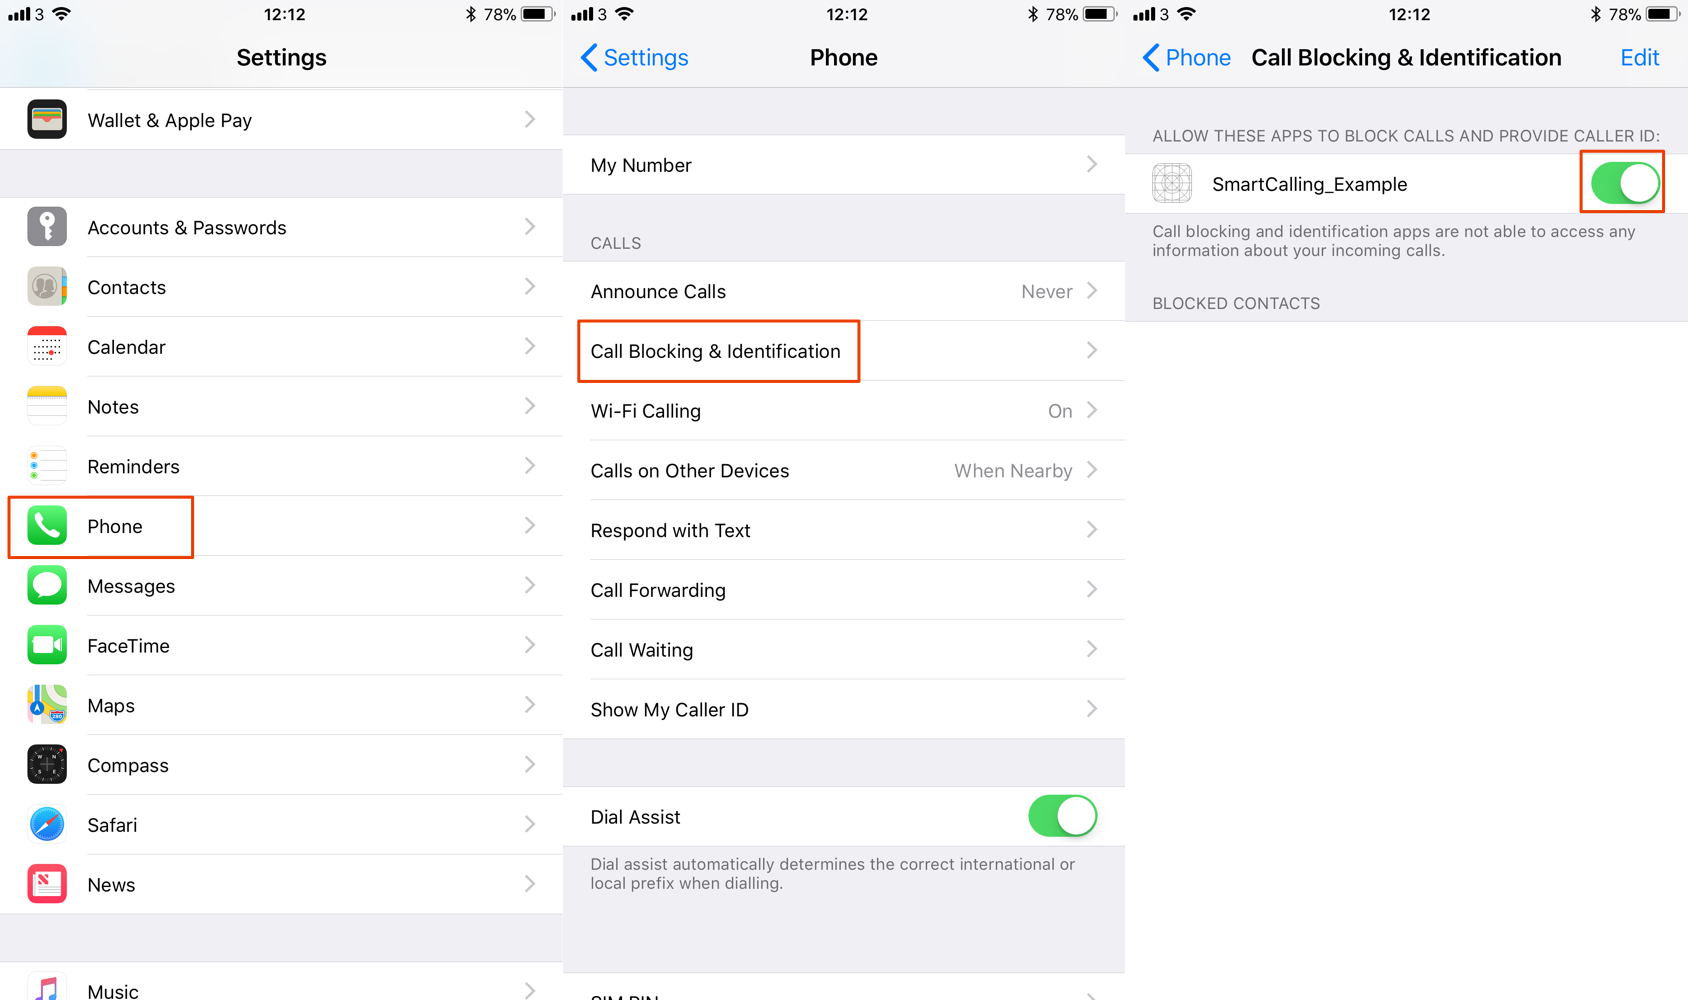 3
12:12
78%
Settings
Wallet & Apple Pay
Accounts & Passwords
Contacts
Calendar
Notes
Reminders
Phone
Messages
FaceTime
Maps
280
Compass
W N
S E
Safari
News
Music
3
12:12
78%
Settings
Phone
My Number
CALLS
Announce Calls
Never
Call Blocking & Identification
Wi-Fi Calling
On
Calls on Other Devices
When Nearby
Respond with Text
Call Forwarding
Call Waiting
Show My Caller ID
Dial Assist
Dial assist automatically determines the correct international or
local prefix when dialling.
SIM PIN
3
12:12
78%
Phone
Call Blocking & Identification
Edit
ALLOW THESE APPS TO BLOCK CALLS AND PROVIDE CALLER ID:
SmartCalling_Example
Call blocking and identification apps are not able to access any
information about your incoming calls.
BLOCKED CONTACTS